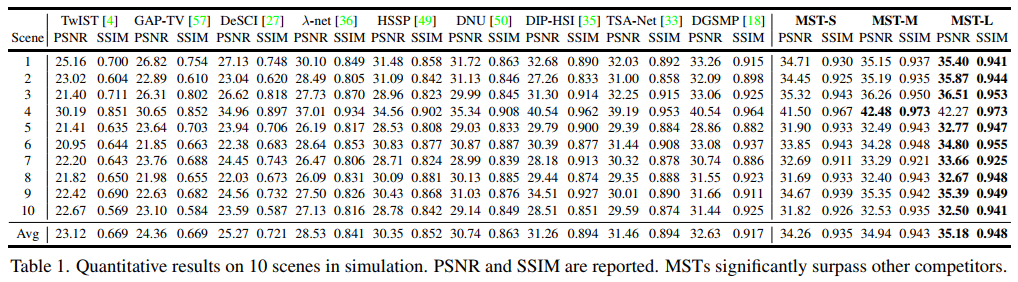 TwIST [4] GAP-TV [57] DeSCI [27] λ-net [36] HSSP [49] DNU [50] DIP-HSI [35] TSA-Net [33] DGSMP [18] MST-S MST-M MST-L
Scene PSNR SSIM PSNR SSIM PSNR SSIM PSNR SSIM PSNR SSIM PSNR SSIM PSNR SSIM PSNR SSIM PSNR SSIM PSNR SSIM PSNR SSIM PSNR SSIM
1 25.16 0.700 26.82 0.754 27.13 0.748 30.10 0.849 31.48 0.858 31.72 0.863 32.68 0.890 32.03 0.892 33.26 0.915 34.71 0.930 35.15 0.937 35.40 0.941
2 23.02 0.604 22.89 0.610 23.04 0.620 28.49 0.805 31.09 0.842 31.13 0.846 27.26 0.833 31.00 0.858 32.09 0.898 34.45 0.925 35.19 0.935 35.87 0.944
3 21.40 0.711 26.31 0.802 26.62 0.818 27.73 0.870 28.96 0.823 29.99 0.845 31.30 0.914 32.25 0.915 33.06 0.925 35.32 0.943 36.26 0.950 36.51 0.953
4 30.19 0.851 30.65 0.852 34.96 0.897 37.01 0.934 34.56 0.902 35.34 0.908 40.54 0.962 39.19 0.953 40.54 0.964 41.50 0.967 42.48 0.973 42.27 0.973
5 21.41 0.635 23.64 0.703 23.94 0.706 26.19 0.817 28.53 0.808 29.03 0.833 29.79 0.900 29.39 0.884 28.86 0.882 31.90 0.933 32.49 0.943 32.77 0.947
6 20.95 0.644 21.85 0.663 22.38 0.683 28.64 0.853 30.83 0.877 30.87 0.887 30.39 0.877 31.44 0.908 33.08 0.937 33.85 0.943 34.28 0.948 34.80 0.955
7 22.20 0.643 23.76 0.688 24.45 0.743 26.47 0.806 28.71 0.824 28.99 0.839 28.18 0.913 30.32 0.878 30.74 0.886 32.69 0.911 33.29 0.921 33.66 0.925
8 21.82 0.650 21.98 0.655 22.03 0.673 26.09 0.831 30.09 0.881 30.13 0.885 29.44 0.874 29.35 0.888 31.55 0.923 31.69 0.933 32.40 0.943 32.67 0.948
9 22.42 0.690 22.63 0.682 24.56 0.732 27.50 0.826 30.43 0.868 31.03 0.876 34.51 0.927 30.01 0.890 31.66 0.911 34.67 0.939 35.35 0.942 35.39 0.949
10 22.67 0.569 23.10 0.584 23.59 0.587 27.13 0.816 28.78 0.842 29.14 0.849 28.51 0.851 29.59 0.874 31.44 0.925 31.82 0.926 32.53 0.935 32.50 0.941
Avg 23.12 0.669 24.36 0.669 25.27 0.721 28.53 0.841 30.35 0.852 30.74 0.863 31.26 0.894 31.46 0.894 32.63 0.917 34.26 0.935 34.94 0.943 35.18 0.948
Table 1. Quantitative results on 10 scenes in simulation. PSNR and SSIM are reported. MSTs significantly surpass other competitors.